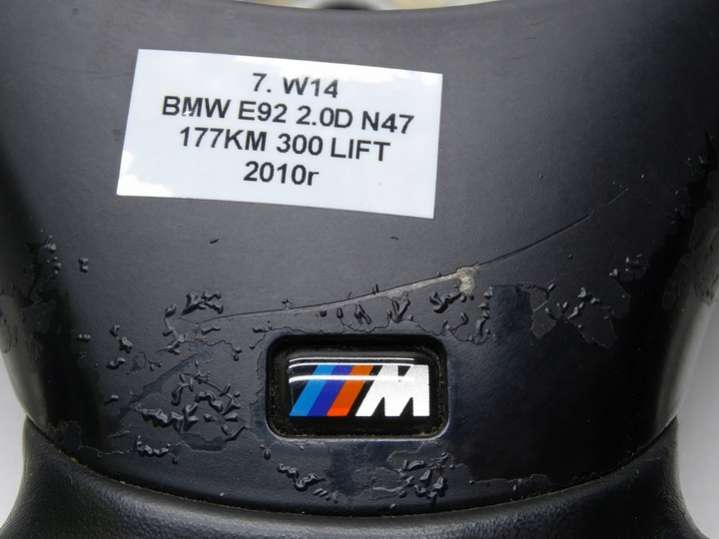 7. W14
BMW E92 2.0D N47
177KM 300 LIFT
2010r
M